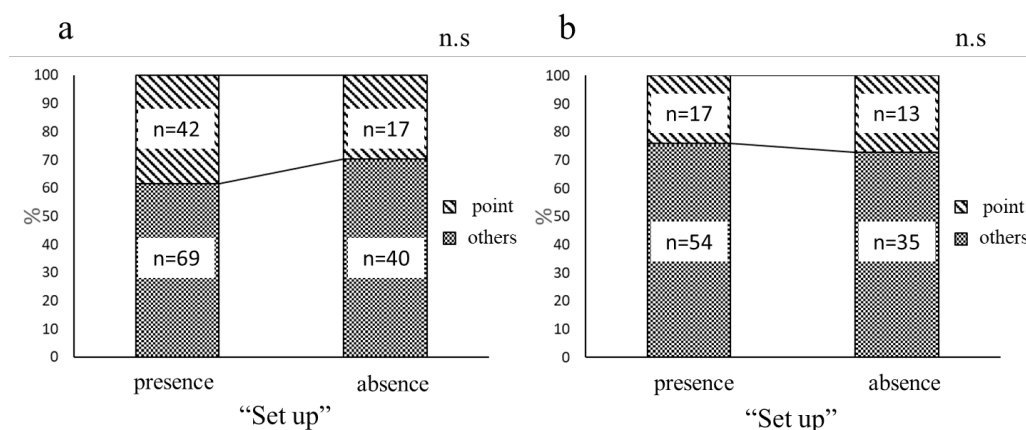 a
n.s
100
90
80
70
60
50
40
30
20
10
0
%
n=42
n=17
n=69
n=40
point
others
presence
absence
“Set up”
b
n.s
100
90
80
70
60
50
40
30
20
10
0
%
n=17
n=13
n=54
n=35
point
others
presence
absence
“Set up”